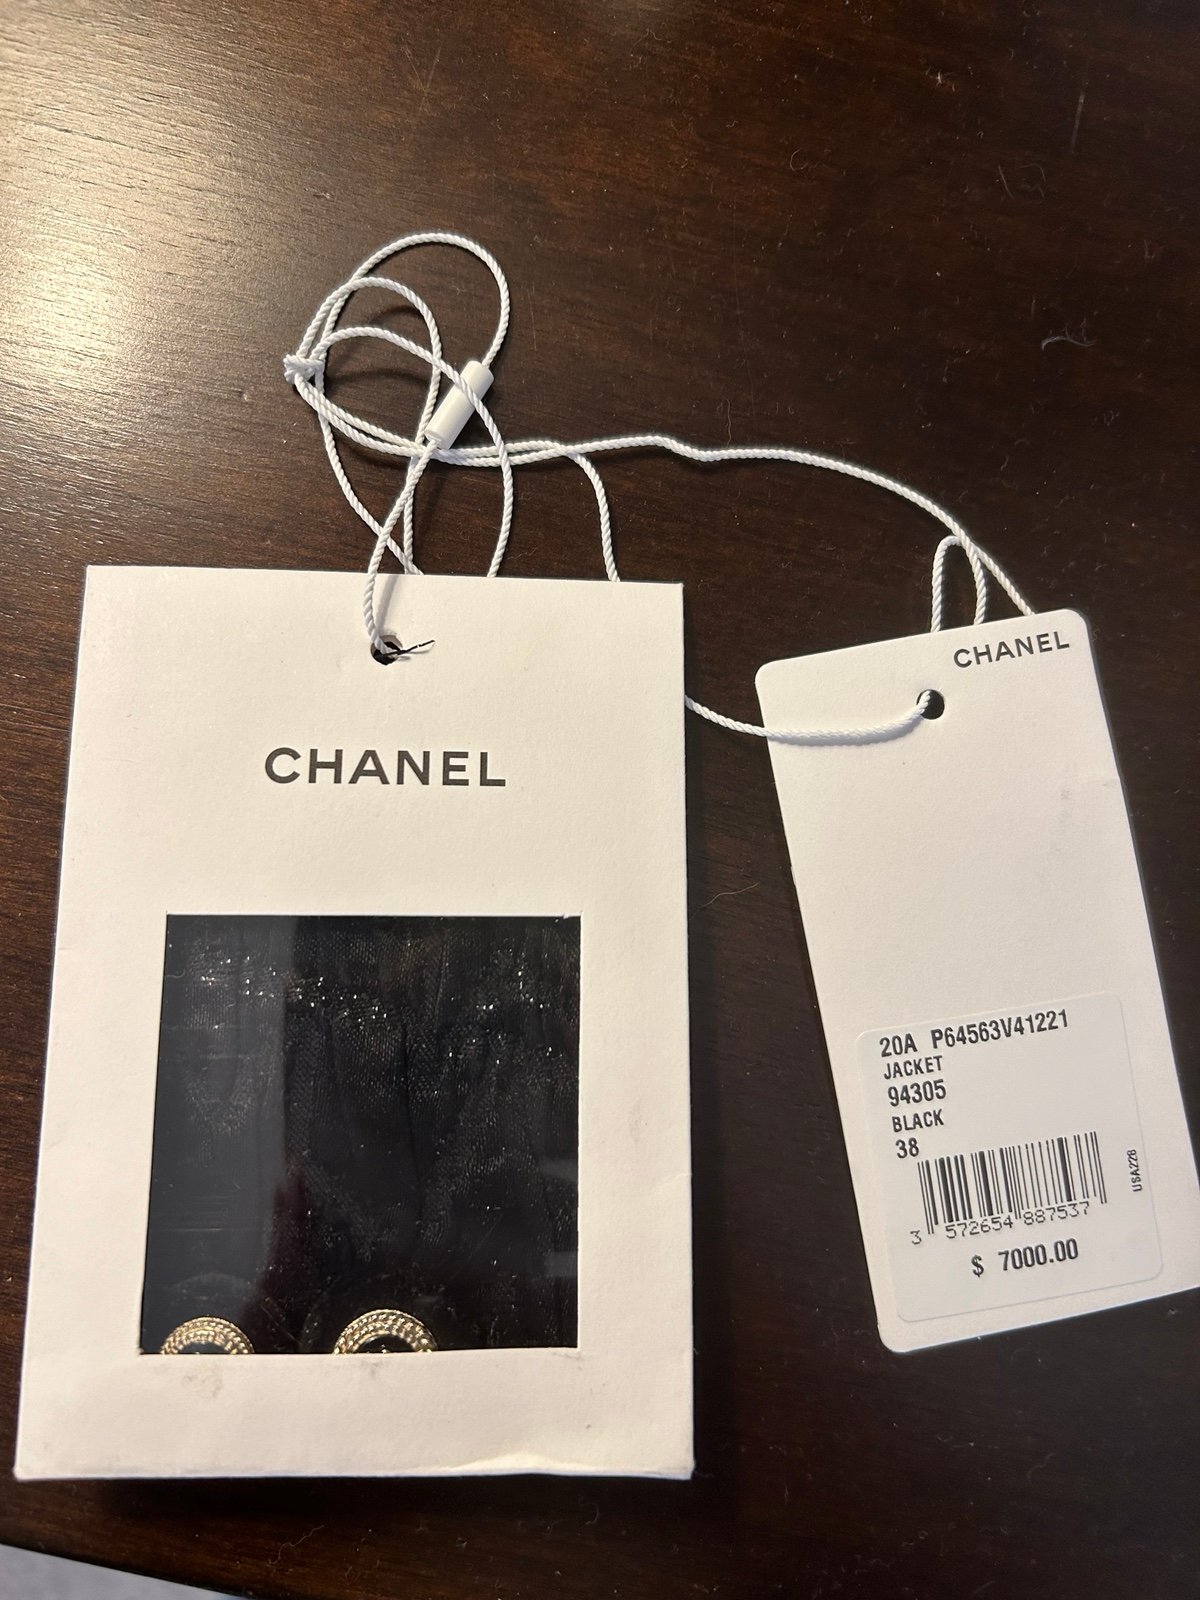 CHANEL
CHANEL
20A P64563V41221
JACKET
94305
BLACK
38
USA228
3 572654 887537
$ 7000.00